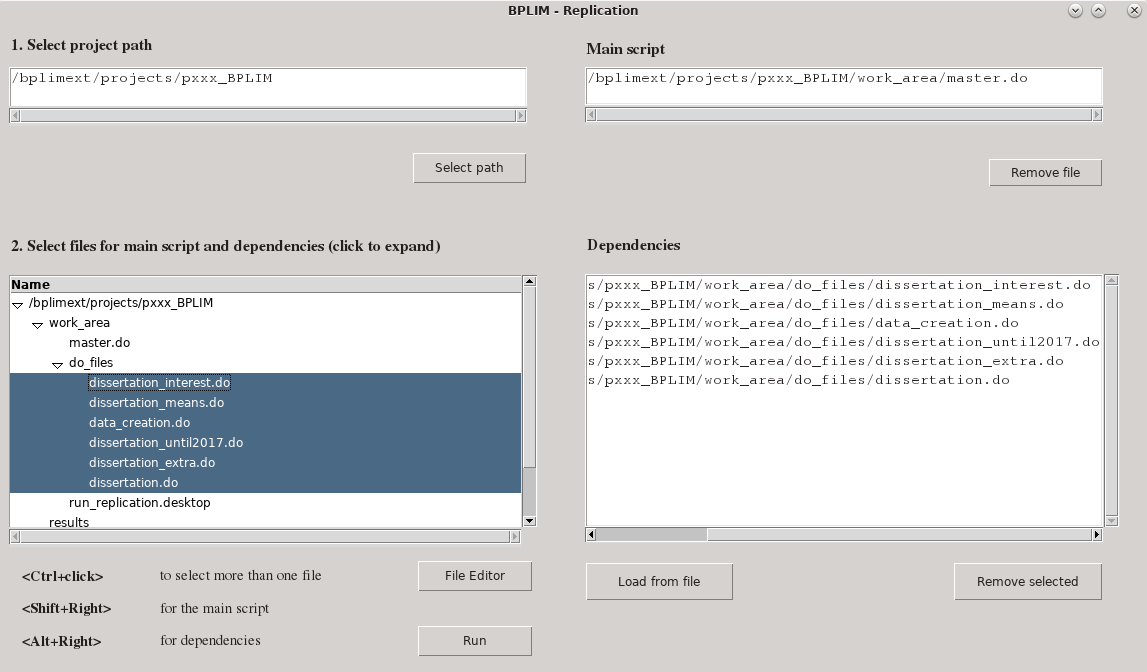 BPLIM - Replication
1. Select project path
/bplimext/projects/pxxx_BPLIM
Select path
Main script
/bplimext/projects/pxxx_BPLIM/work_area/master.do
Remove file
2. Select files for main script and dependencies (click to expand)
Name
/bplimext/projects/pxxx_BPLIM
work_area
master.do
do_files
dissertation_interest.do
dissertation_means.do
data_creation.do
dissertation_until2017.do
dissertation_extra.do
dissertation.do
run_replication.desktop
results
<Ctrl+click> to select more than one file
<Shift+Right> for the main script
<Alt+Right> for dependencies
File Editor
Run
Dependencies
s/pxxx_BPLIM/work_area/do_files/dissertation_interest.do
s/pxxx_BPLIM/work_area/do_files/dissertation_means.do
s/pxxx_BPLIM/work_area/do_files/data_creation.do
s/pxxx_BPLIM/work_area/do_files/dissertation_until2017.do
s/pxxx_BPLIM/work_area/do_files/dissertation_extra.do
s/pxxx_BPLIM/work_area/do_files/dissertation.do
Load from file
Remove selected